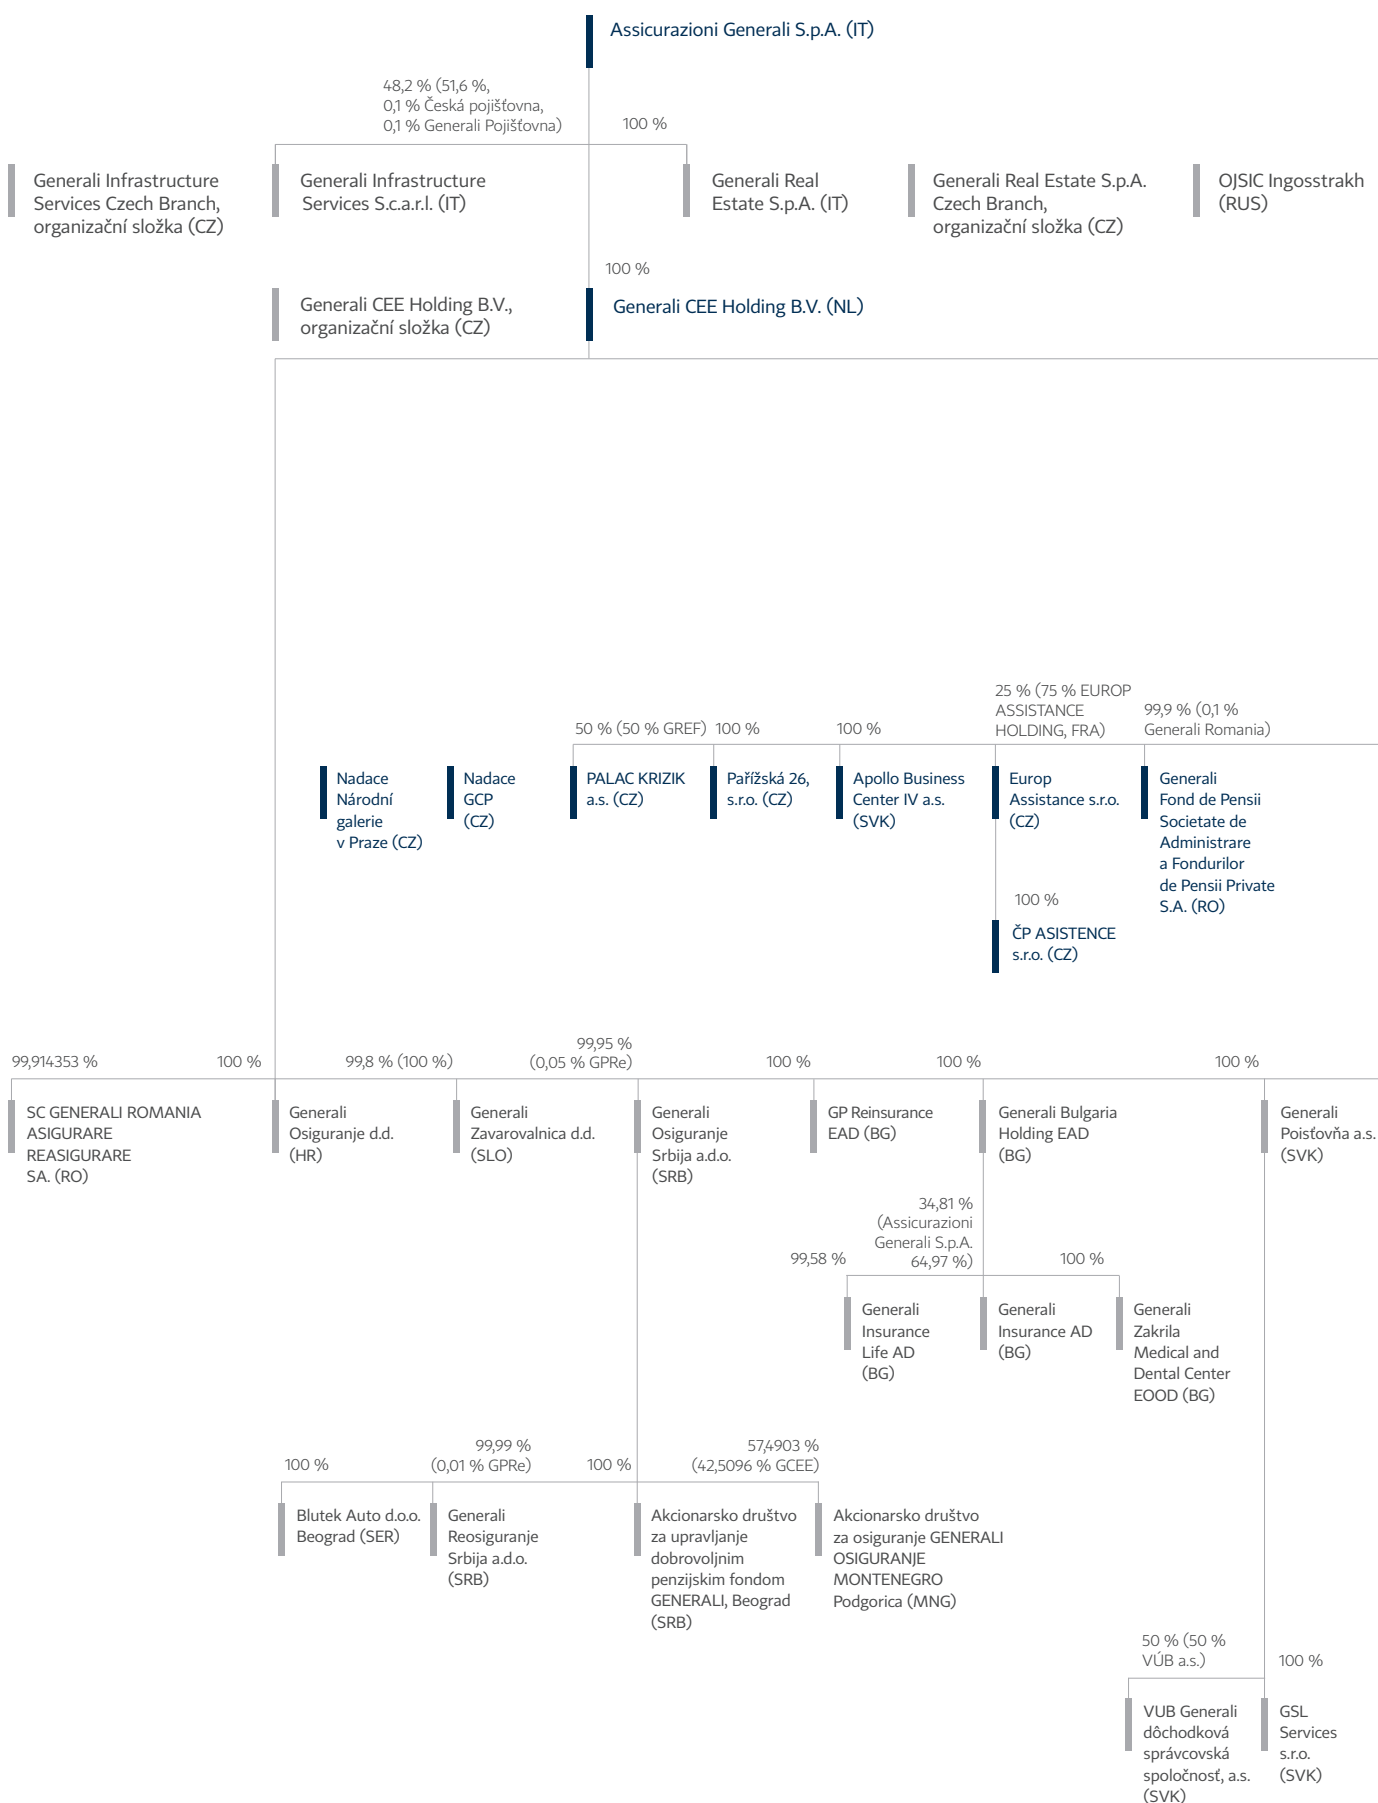 Assicurazioni Generali S.p.A. (IT)
48,2 % (51,6 %,
0,1 % Česká pojišťovna,
0,1 % Generali Pojišťovna)
100 %
Generali Infrastructure
Services Czech Branch,
organizační složka (CZ)
Generali Infrastructure
Services S.c.a.r.l. (IT)
Generali Real
Estate S.p.A. (IT)
Generali Real Estate S.p.A.
Czech Branch,
organizační složka (CZ)
OJSIC Ingosstrakh
(RUS)
100 %
Generali CEE Holding B.V.,
organizační složka (CZ)
Generali CEE Holding B.V. (NL)
50 % (50 % GREF)
100 %
100 %
25 % (75 % EUROP
ASSISTANCE
HOLDING, FRA)
99,9 % (0,1 %
Generali Romania)
Nadace
Národní
galerie
v Praze (CZ)
Nadace
GCP
(CZ)
PALAC KRIZIK
a.s. (CZ)
Pařížská 26,
s.r.o. (CZ)
Apollo Business
Center IV a.s.
(SVK)
Europ
Assistance s.r.o.
(CZ)
Generali
Fond de Pensii
Societate de
Administrare
a Fondurilor
de Pensii Private
S.A. (RO)
100 %
ČP ASISTENCE
s.r.o. (CZ)
99,914353 %
100 %
99,8 % (100 %)
99,95 %
(0,05 % GPRe)
100 %
100 %
100 %
SC GENERALI ROMANIA
ASIGURARE
REASIGURARE
SA. (RO)
Generali
Osiguranje d.d.
(HR)
Generali
Zavarovalnica d.d.
(SLO)
Generali
Osiguranje
Srbija a.d.o.
(SRB)
GP Reinsurance
EAD (BG)
Generali Bulgaria
Holding EAD
(BG)
Generali
Poisťovňa a.s.
(SVK)
99,58 %
34,81 %
(Assicurazioni
Generali S.p.A.
64,97 %)
100 %
Generali
Insurance
Life AD
(BG)
Generali
Insurance AD
(BG)
Generali
Zakrila
Medical and
Dental Center
EOOD (BG)
100 %
99,99 %
(0,01 % GPRe)
100 %
57,4903 %
(42,5096 % GCEE)
Blutek Auto d.o.o.
Beograd (SER)
Generali
Reosiguranje
Srbija a.d.o.
(SRB)
Akcionarsko društvo
za upravljanje
dobrovoljnim
penzijskim fondom
GENERALI, Beograd
(SRB)
Akcionarsko društvo
za osiguranje GENERALI
OSIGURANJE
MONTENEGRO
Podgorica (MNG)
50 % (50 %
VÚB a.s.)
100 %
VUB Generali
dôchodková
správcovská
spoločnosť, a.s.
(SVK)
GSL
Services
s.r.o.
(SVK)